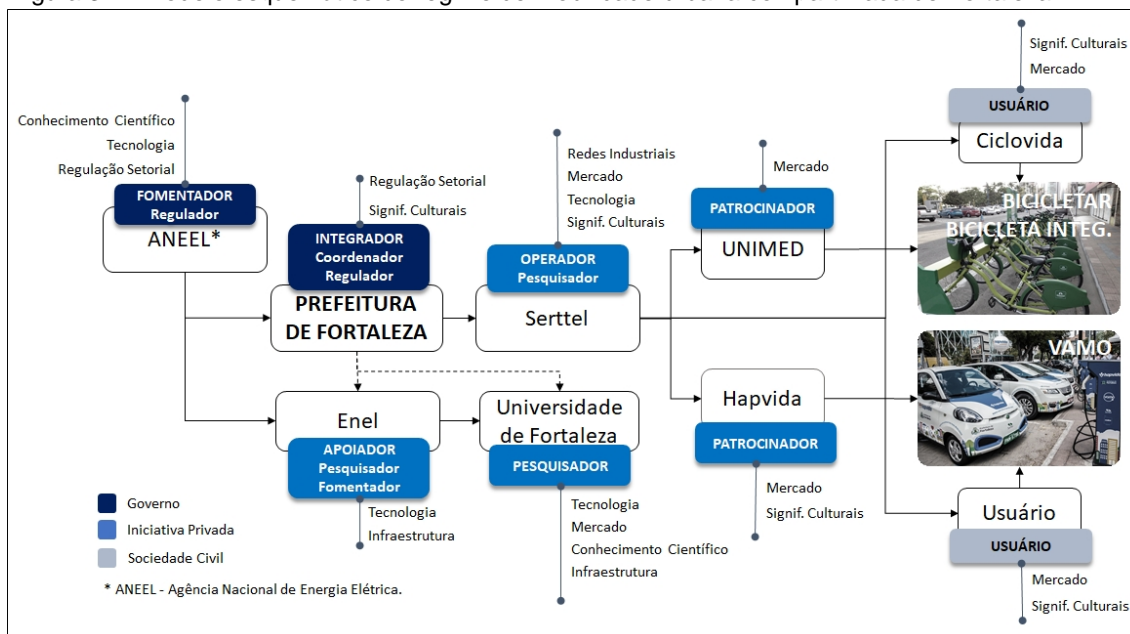 Signif. Culturais
Mercado
USUÁRIO
Ciclovida
Conhecimento Científico
Tecnologia
Regulação Setorial
FOMENTADOR
Regulador
ANEEL*
Regulação Setorial
Signif. Culturais
INTEGRADOR
Coordenador
Regulador
PREFEITURA
DE FORTALEZA
Redes Industriais
Mercado
Tecnologia
Signif. Culturais
OPERADOR
Pesquisador
Serttel
Mercado
PATROCINADOR
UNIMED
BICICLETAR
BICICLETA INTEG.
VAMO
Enel
APOIADOR
Pesquisador
Fomentador
Tecnologia
Infraestrutura
Universidade
de Fortaleza
PESQUISADOR
Tecnologia
Mercado
Conhecimento Científico
Infraestrutura
Hapvida
PATROCINADOR
Mercado
Signif. Culturais
Usuário
USUÁRIO
Mercado
Signif. Culturais
Governo
Iniciativa Privada
Sociedade Civil
* ANEEL - Agência Nacional de Energia Elétrica.